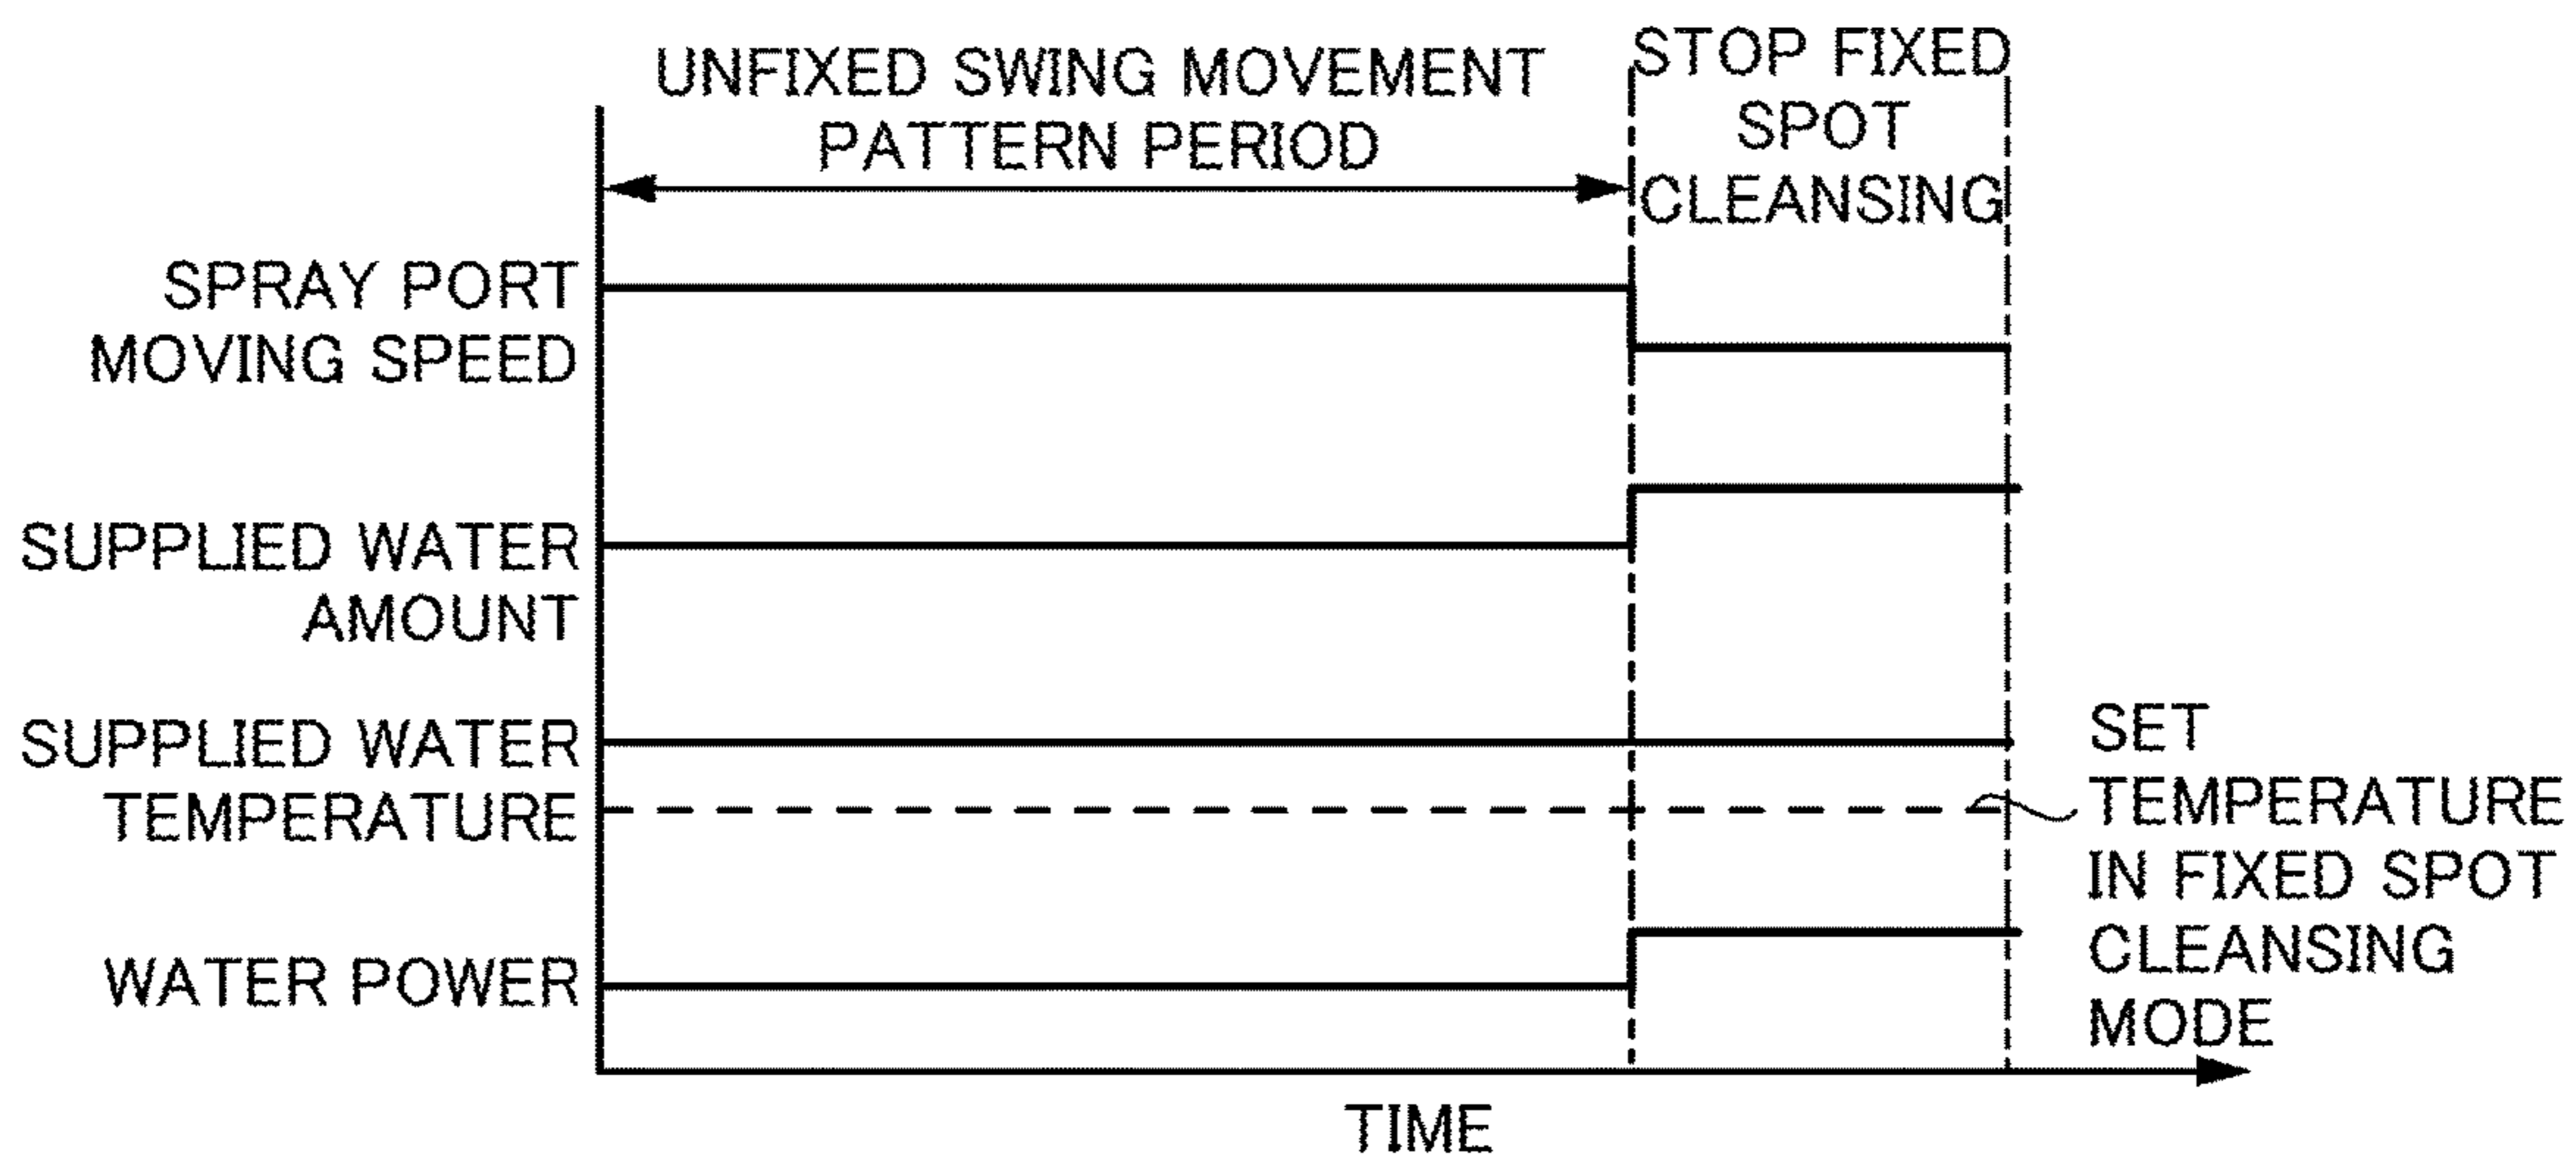 UNFIXED SWING MOVEMENT
PATTERN PERIOD
STOP FIXED
SPOT
CLEANSING
SPRAY PORT
MOVING SPEED
SUPPLIED WATER
AMOUNT
SUPPLIED WATER
TEMPERATURE
WATER POWER
SET
TEMPERATURE
IN FIXED SPOT
CLEANSING
MODE
TIME